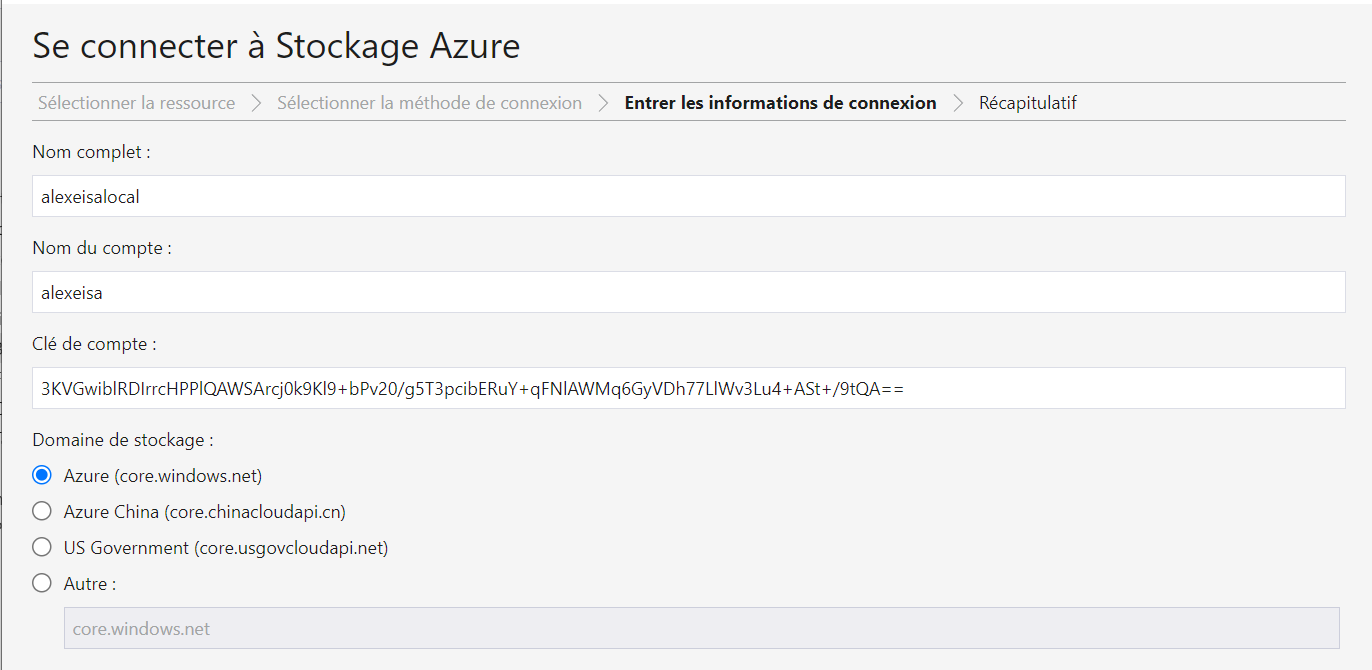 Se connecter à Stockage Azure
Sélectionner la ressource > Sélectionner la méthode de connexion > Entrer les informations de connexion > Récapitulatif
Nom complet :
alexeisalocal
Nom du compte :
alexeisa
Clé de compte :
3KVGwiblRDIrrcHPPlQAWSArcj0k9Kl9+bPv20/g5T3pcibERuY+qFNlAWMq6GyVDh77LlWv3Lu4+ASt+/9tQA==
Domaine de stockage :
Azure (core.windows.net)
Azure China (core.chinacloudapi.cn)
US Government (core.usgovcloudapi.net)
Autre :
core.windows.net